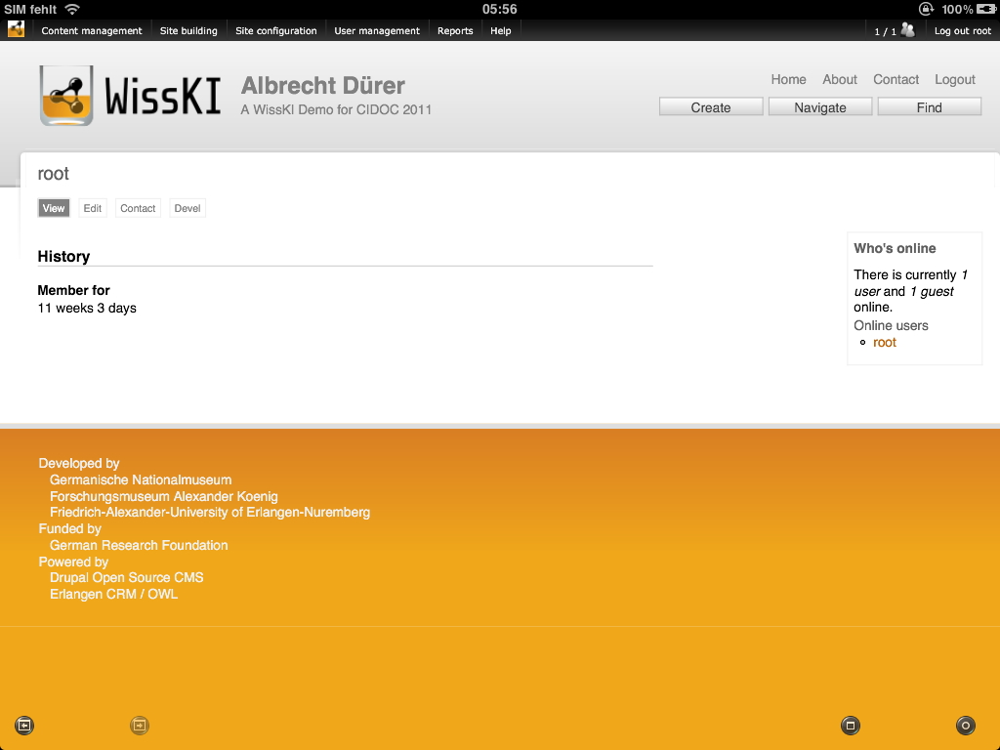 SIM fehlt 05:56 100%
Content management Site building Site configuration User management Reports Help 1 / 1 Log out root
WissKI
Albrecht Dürer
A WissKI Demo for CIDOC 2011
Home About Contact Logout
Create Navigate Find
root
View Edit Contact Devel
History
Member for
11 weeks 3 days
Who's online
There is currently 1
user and 1 guest
online.
Online users
root
Developed by
Germanische Nationalmuseum
Forschungsmuseum Alexander Koenig
Friedrich-Alexander-University of Erlangen-Nuremberg
Funded by
German Research Foundation
Powered by
Drupal Open Source CMS
Erlangen CRM / OWL